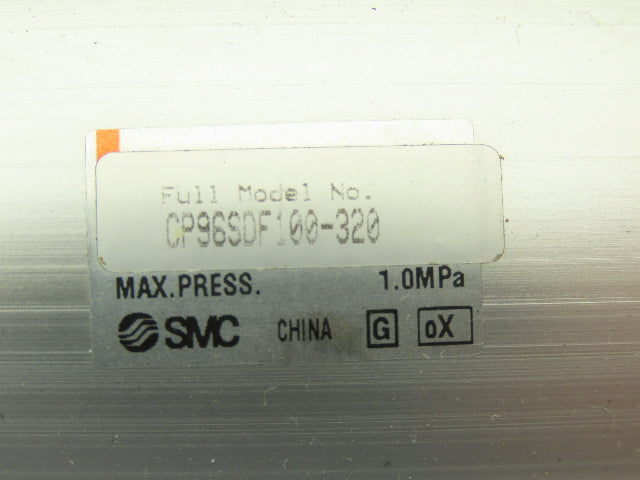 Full Model No.
CP96SDF100-320
MAX.PRESS. 1.0MPa
SMC CHINA G oX